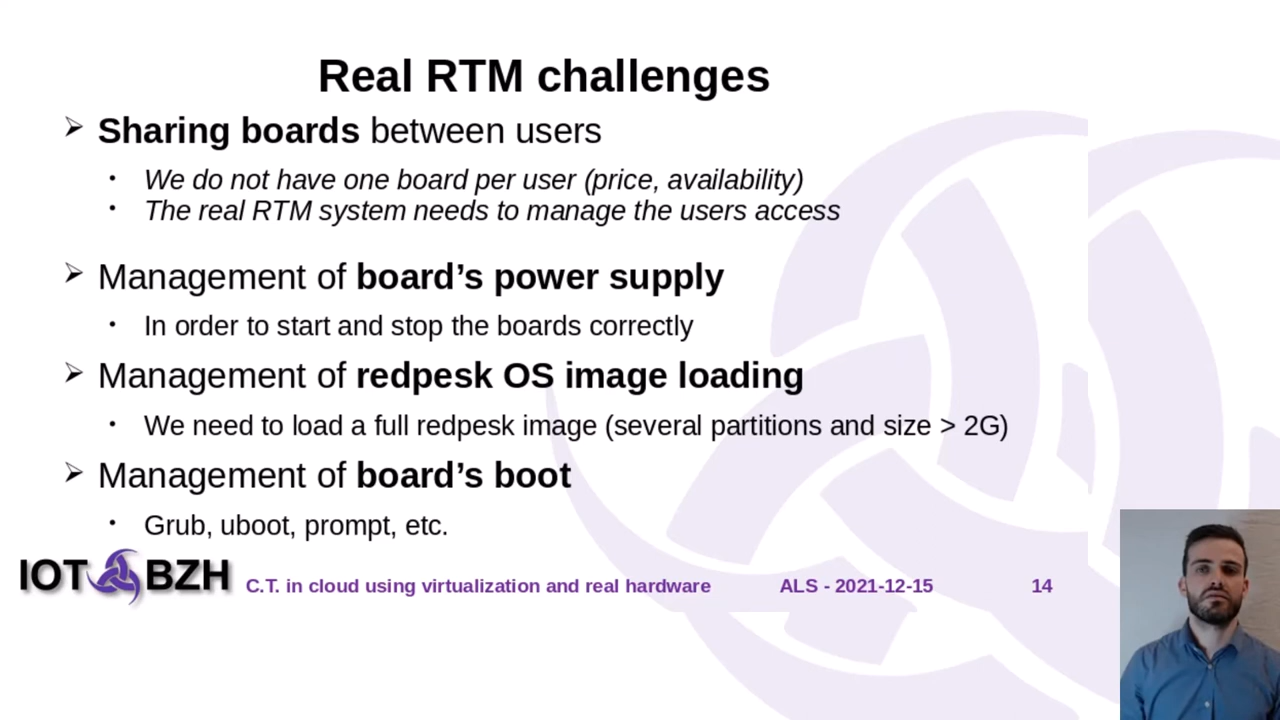 Real RTM challenges
Sharing boards between users
We do not have one board per user (price, availability)
The real RTM system needs to manage the users access
Management of board’s power supply
In order to start and stop the boards correctly
Management of redpesk OS image loading
We need to load a full redpesk image (several partitions and size > 2G)
Management of board’s boot
Grub, uboot, prompt, etc.
IOT BZH C.T. in cloud using virtualization and real hardware ALS - 2021-12-15 14